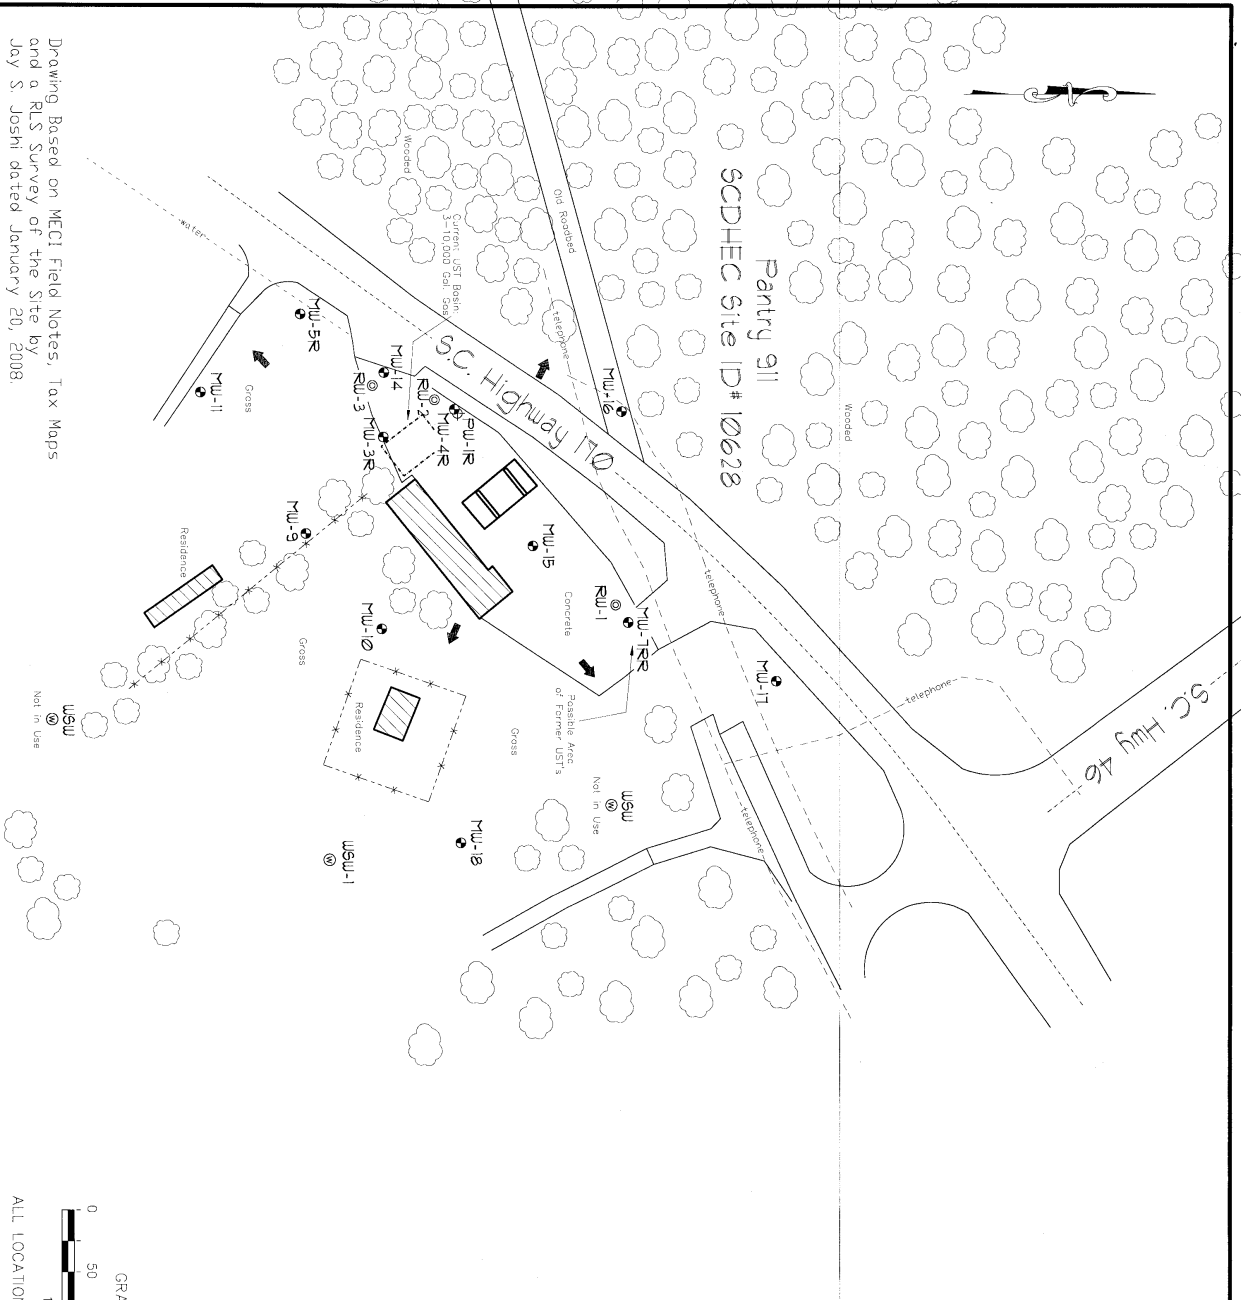 Pantry 911
SCDHEC Site ID# 10628
S.C. Hwy 46
S.C. Highway 170
Wooded
Wooded
Old Roadbed
telephone
telephone
telephone
telephone
water
Current UST Basin:
3-10,000 Gal. Gas
MW-16
MW-17
MW-5R
MW-14
RW-3
RW-2
MW-3R
MW-4R
PW-1R
MW-15
RW-1
MW-7RR
MW-11
Grass
MW-9
Residence
MW-10
Grass
Concrete
Possible Area
of Former UST's
Grass
Residence
WSW
Not in Use
WSW
Not in Use
MW-18
WSW-1
Drawing Based on MECI Field Notes, Tax Maps
and a RLS Survey of the Site by
Jay S. Joshi dated January 20, 2008.
GRA
0
50
1
ALL LOCATION